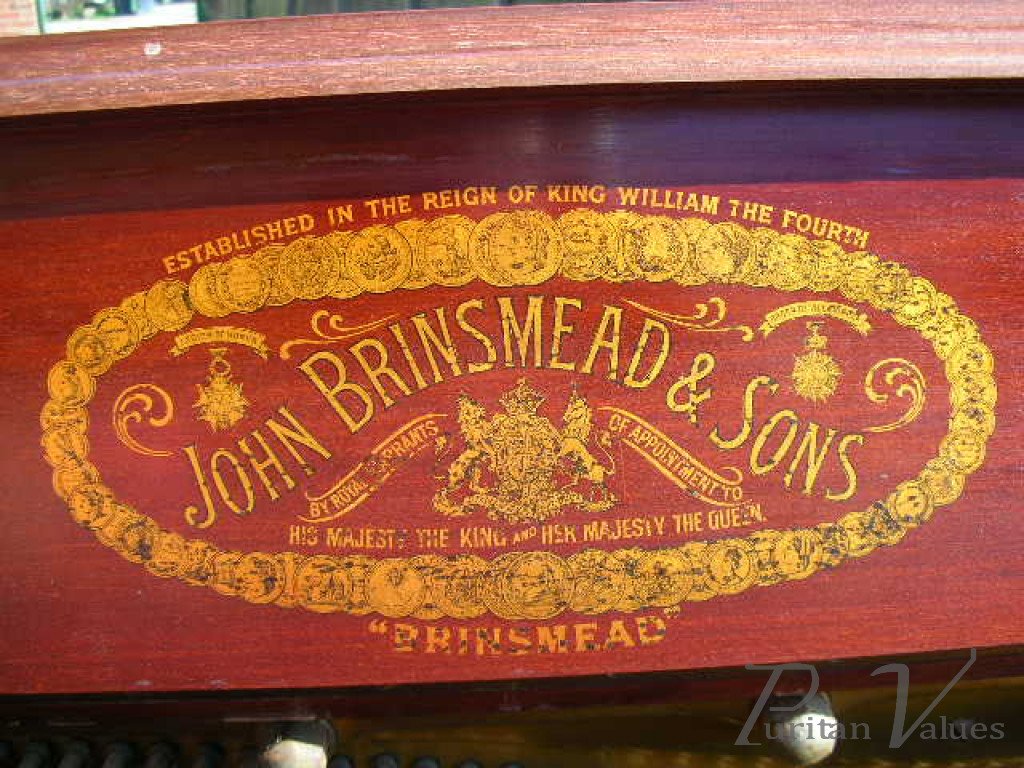 ESTABLISHED IN THE REIGN OF KING WILLIAM THE FOURTH
JOHN BRINSMEAD & SONS
BY ROYAL WARRANTS OF APPOINTMENT TO
HIS MAJESTY THE KING AND HER MAJESTY THE QUEEN.
"BRINSMEAD"
Puritan Values